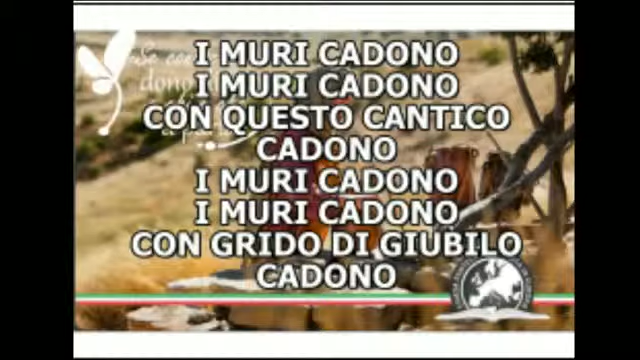 I MURI CADONO
I MURI CADONO
CON QUESTO CANTICO
CADONO
I MURI CADONO
I MURI CADONO
CON GRIDO DI GIUBILO
CADONO